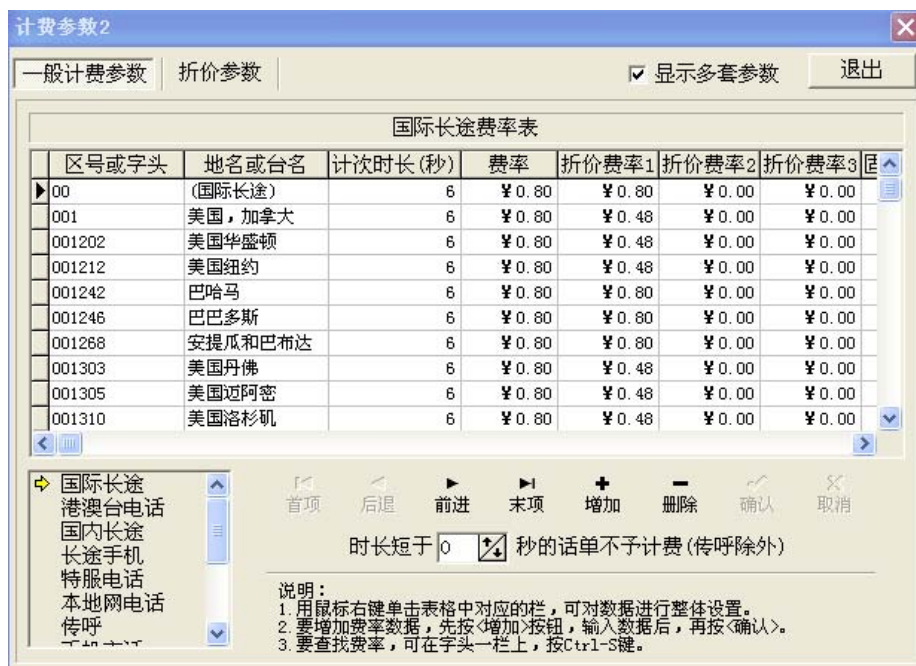 计费参数2
一般计费参数 折价参数 显示多套参数 退出
国际长途费率表
区号或字头 地名或台名 计次时长(秒) 费率 折价费率1 折价费率2 折价费率3
00 (国际长途) 6 ¥0.80 ¥0.80 ¥0.00 ¥0.00
001 美国，加拿大 6 ¥0.80 ¥0.48 ¥0.00 ¥0.00
001202 美国华盛顿 6 ¥0.80 ¥0.48 ¥0.00 ¥0.00
001212 美国纽约 6 ¥0.80 ¥0.48 ¥0.00 ¥0.00
001242 巴哈马 6 ¥0.80 ¥0.80 ¥0.00 ¥0.00
001246 巴巴多斯 6 ¥0.80 ¥0.80 ¥0.00 ¥0.00
001268 安提瓜和巴布达 6 ¥0.80 ¥0.80 ¥0.00 ¥0.00
001303 美国丹佛 6 ¥0.80 ¥0.48 ¥0.00 ¥0.00
001305 美国迈阿密 6 ¥0.80 ¥0.48 ¥0.00 ¥0.00
001310 美国洛杉矶 6 ¥0.80 ¥0.48 ¥0.00 ¥0.00
国际长途
港澳台电话
国内长途
长途手机
特服电话
本地网电话
传呼
首项 后退 前进 末项 增加 删除 确认 取消
时长短于 0 秒的话单不予计费(传呼除外)
说明：
1.用鼠标右键单击表格中对应的栏，可对数据进行整体设置。
2.要增加费率数据，先按<增加>按钮，输入数据后，再按<确认>。
3.要查找费率，可在字头一栏上，按Ctrl-S键。